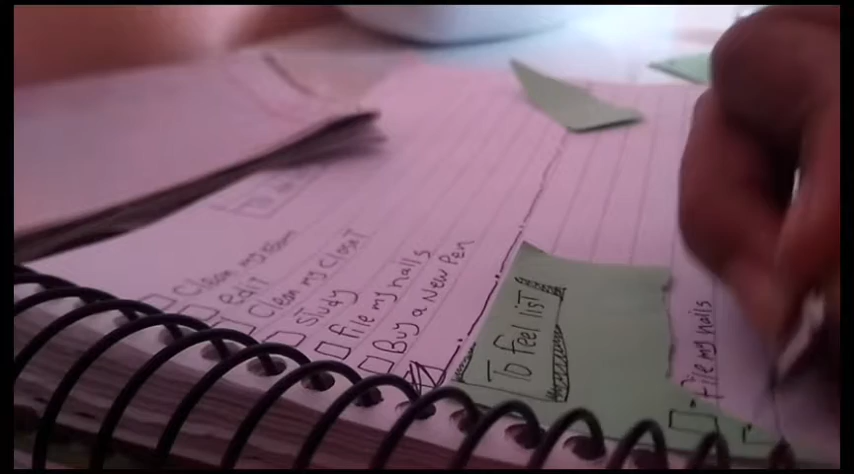 To
Clean my room
edit
Clean my closeT
sTudy
file my nails
Buy a New Pen
To feel lisT
file my nails